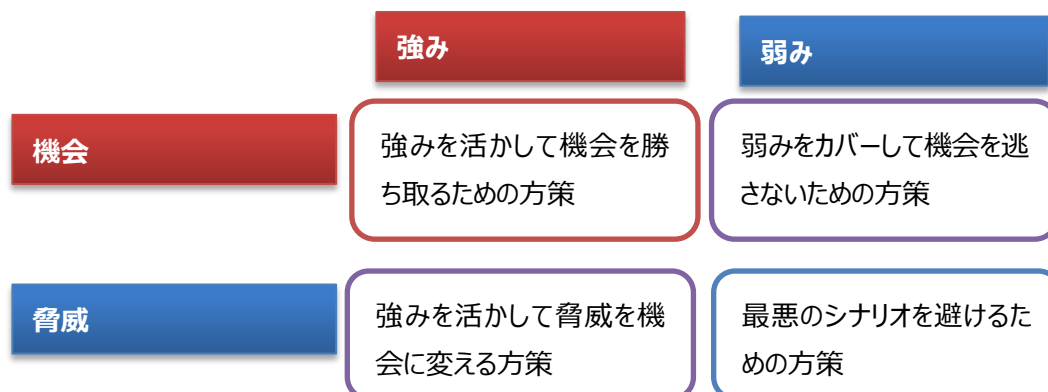 強み
弱み
機会
強みを活かして機会を勝
ち取るための方策
弱みをカバーして機会を逃
さないための方策
脅威
強みを活かして脅威を機
会に変える方策
最悪のシナリオを避けるた
めの方策